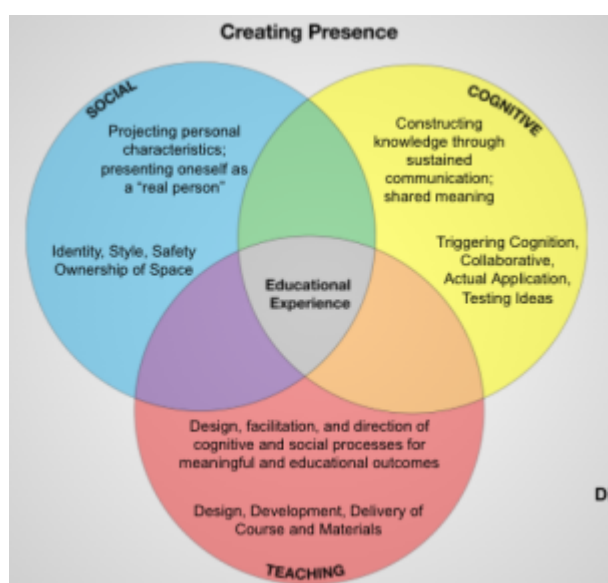 Creating Presence
SOCIAL
Projecting personal
characteristics;
presenting oneself as
a "real person"
Identity, Style, Safety
Ownership of Space
COGNITIVE
Constructing
knowledge through
sustained
communication;
shared meaning
Triggering Cognition,
Collaborative,
Actual Application,
Testing Ideas
Educational
Experience
Design, facilitation, and direction of
cognitive and social processes for
meaningful and educational outcomes
Design, Development, Delivery of
Course and Materials
TEACHING
D